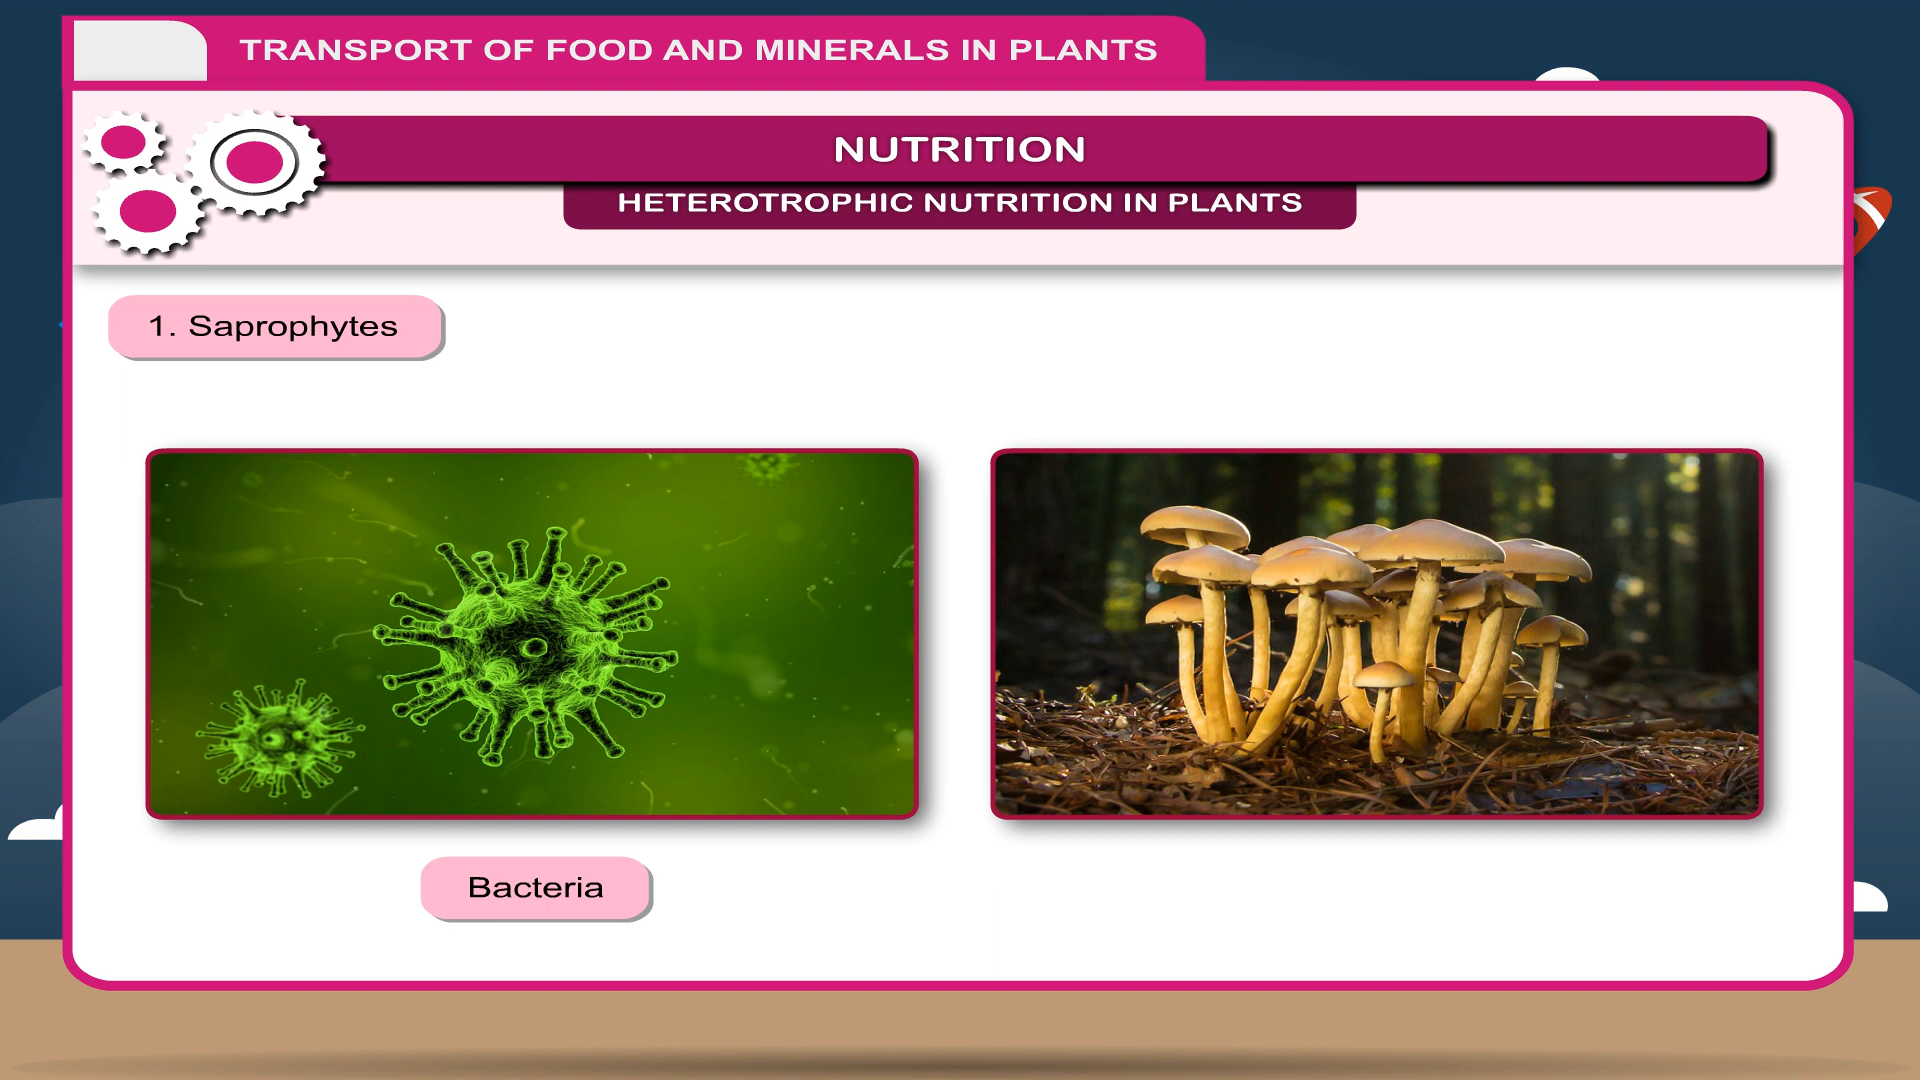 TRANSPORT OF FOOD AND MINERALS IN PLANTS
NUTRITION
HETEROTROPHIC NUTRITION IN PLANTS
1. Saprophytes
Bacteria